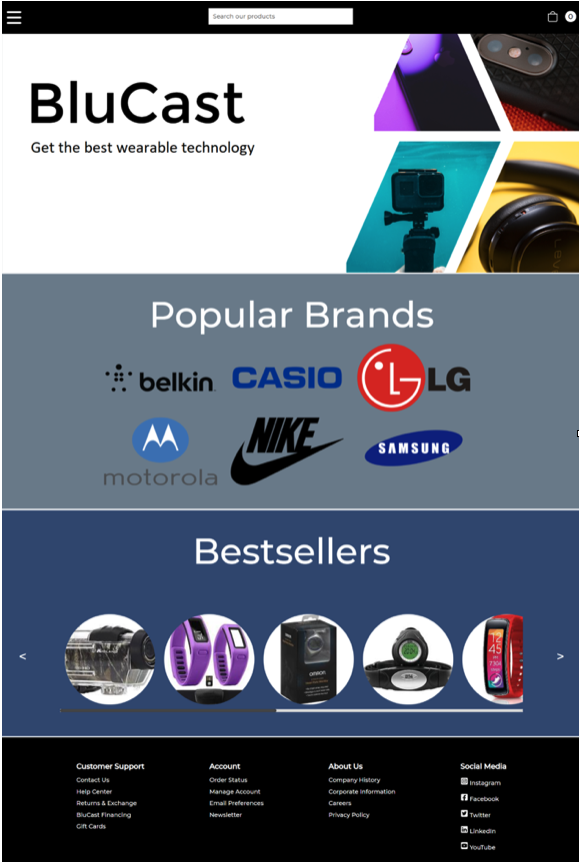 Search our products
0
BluCast
Get the best wearable technology
Popular Brands
belkin
CASIO
LG
motorola
NIKE
SAMSUNG
Bestsellers
omron
<
>
Customer Support
Contact Us
Help Center
Returns & Exchange
BluCast Financing
Gift Cards
Account
Order Status
Manage Account
Email Preferences
Newsletter
About Us
Company History
Corporate Information
Careers
Privacy Policy
Social Media
Instagram
Facebook
Twitter
LinkedIn
YouTube